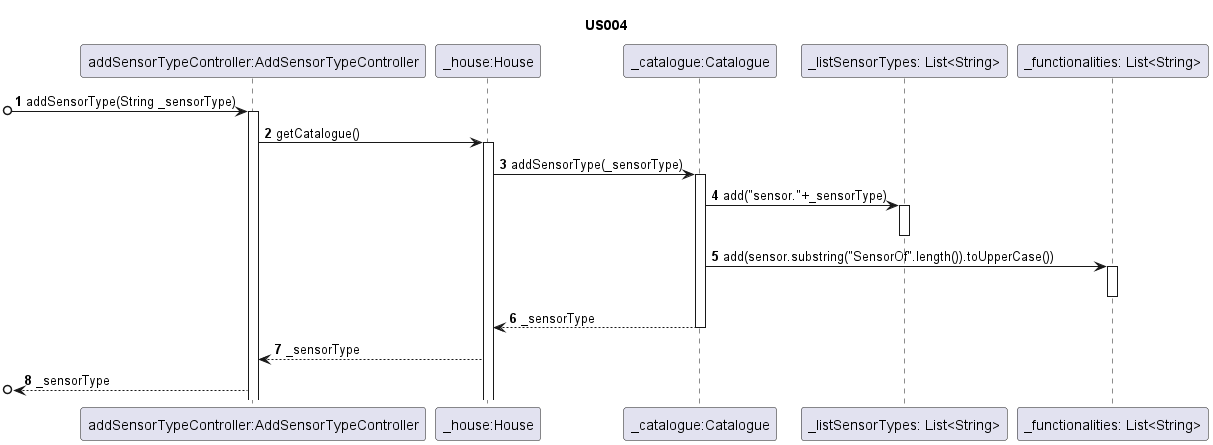 US004
addSensorTypeController:AddSensorTypeController
_house:House
_catalogue:Catalogue
_listSensorTypes: List<String>
_functionalities: List<String>
1 addSensorType(String _sensorType)
2 getCatalogue()
3 addSensorType(_sensorType)
4 add("sensor."+_sensorType)
5 add(sensor.substring("SensorOf".length()).toUpperCase())
6 _sensorType
7 _sensorType
8 _sensorType
addSensorTypeController:AddSensorTypeController
_house:House
_catalogue:Catalogue
_listSensorTypes: List<String>
_functionalities: List<String>